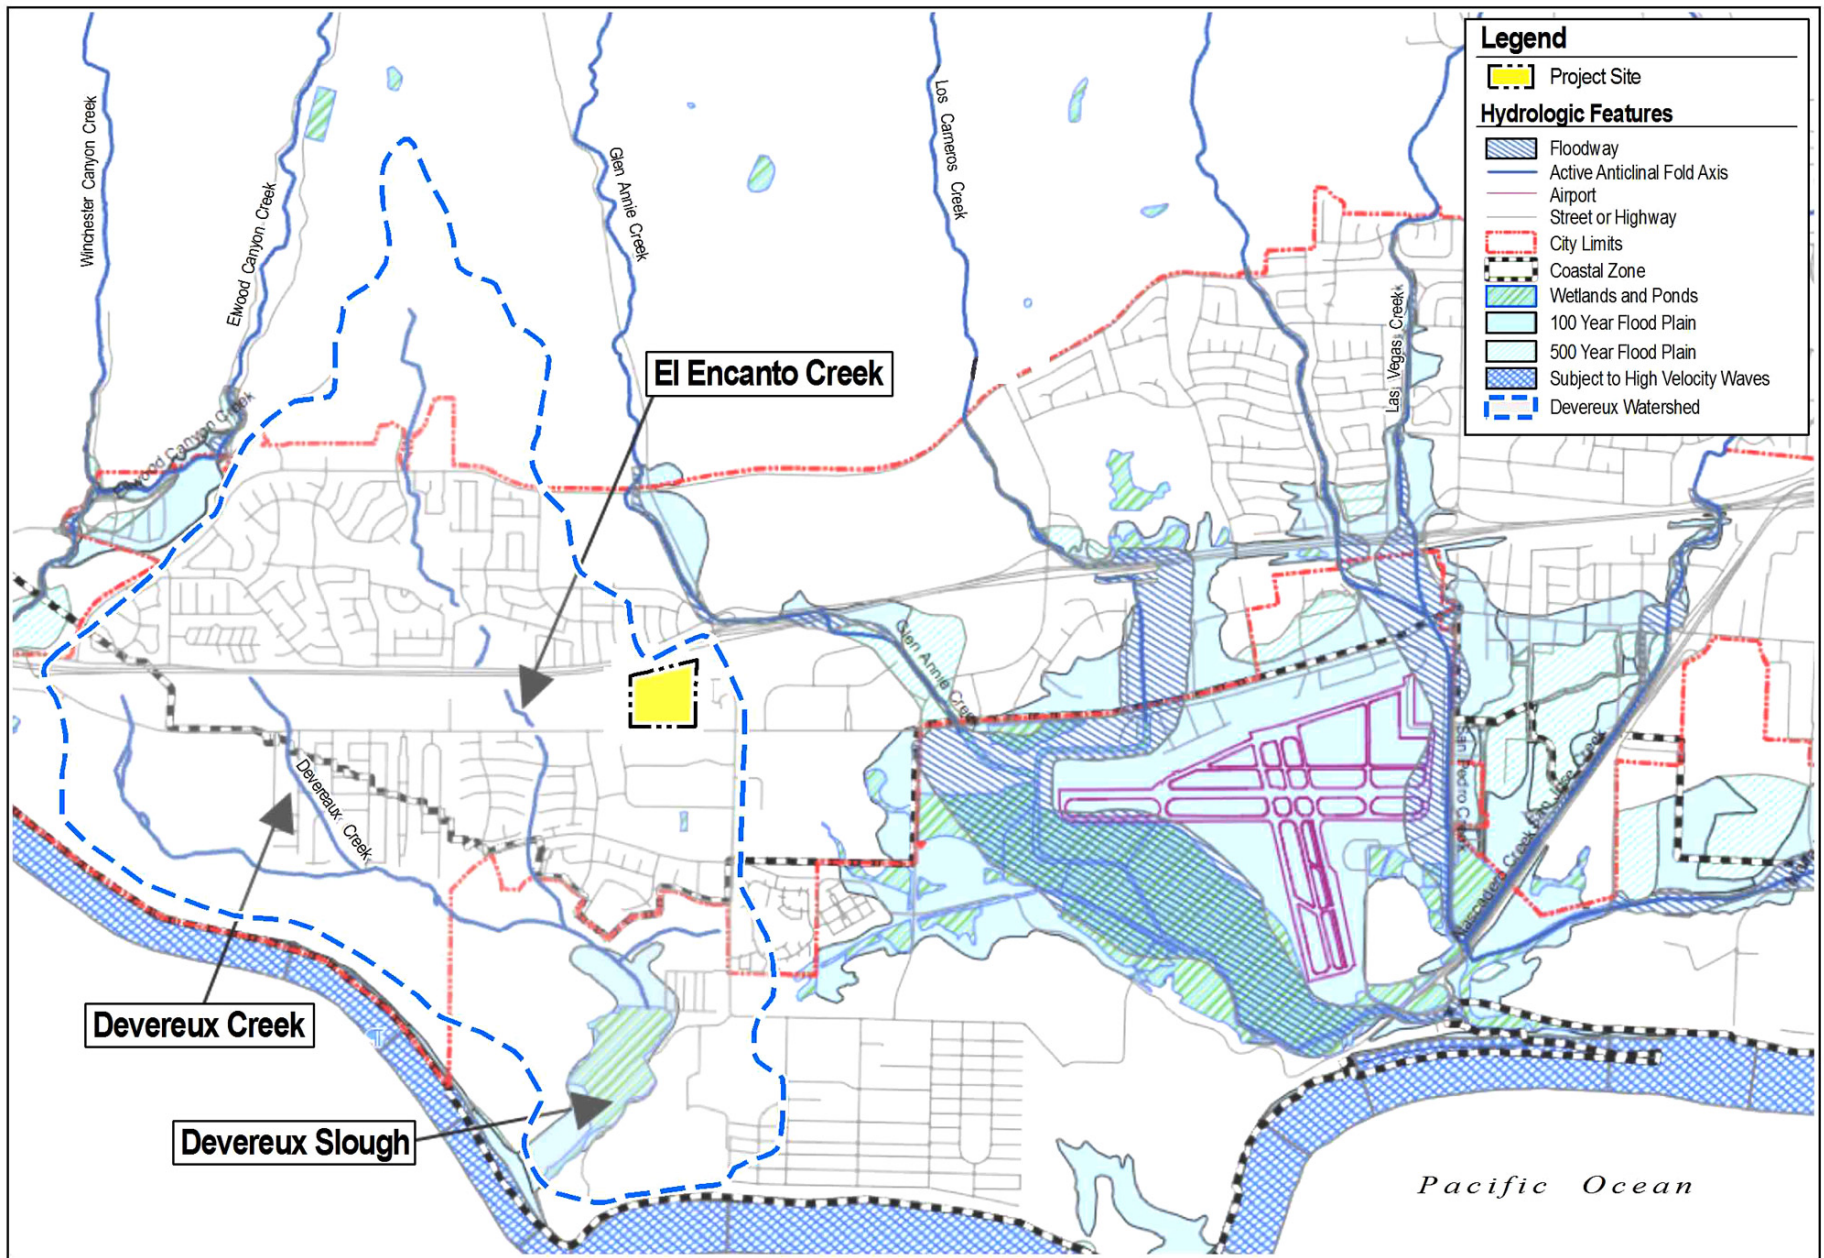 Legend
Project Site
Hydrologic Features
Floodway
Active Anticlinal Fold Axis
Airport
Street or Highway
City Limits
Coastal Zone
Wetlands and Ponds
100 Year Flood Plain
500 Year Flood Plain
Subject to High Velocity Waves
Devereux Watershed
Winchester Canyon Creek
Elwood Canyon Creek
Glen Annie Creek
Los Carneros Creek
Las Vegas Creek
El Encanto Creek
Elwood Canyon Creek
Glen Annie Creek
San Pedro Creek
Devereaux Creek
Devereux Creek
Devereux Slough
Pacific Ocean